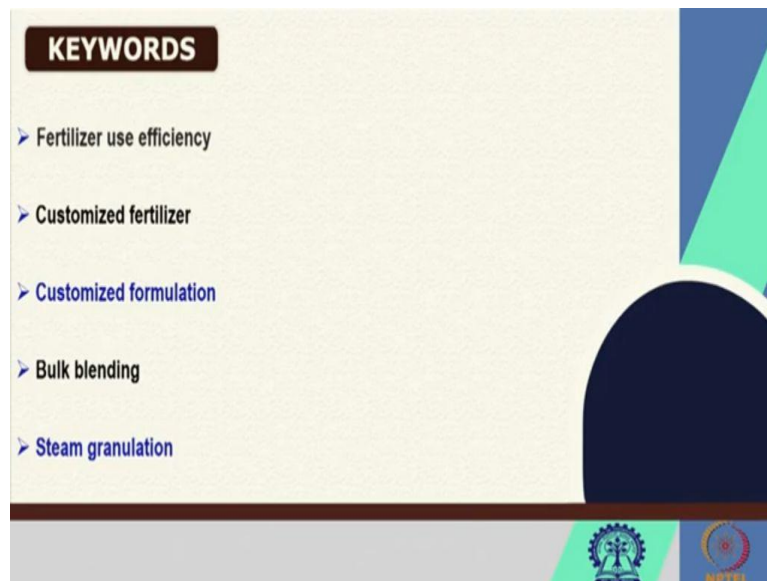 KEYWORDS
Fertilizer use efficiency
Customized fertilizer
Customized formulation
Bulk blending
Steam granulation